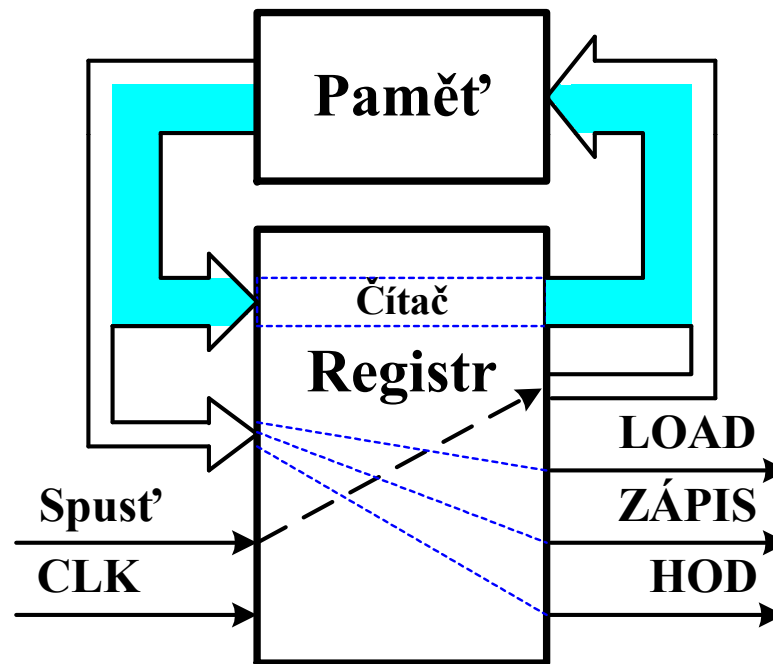 Paměť
Čítač
Registr
LOAD
Spusť
ZÁPIS
CLK
HOD